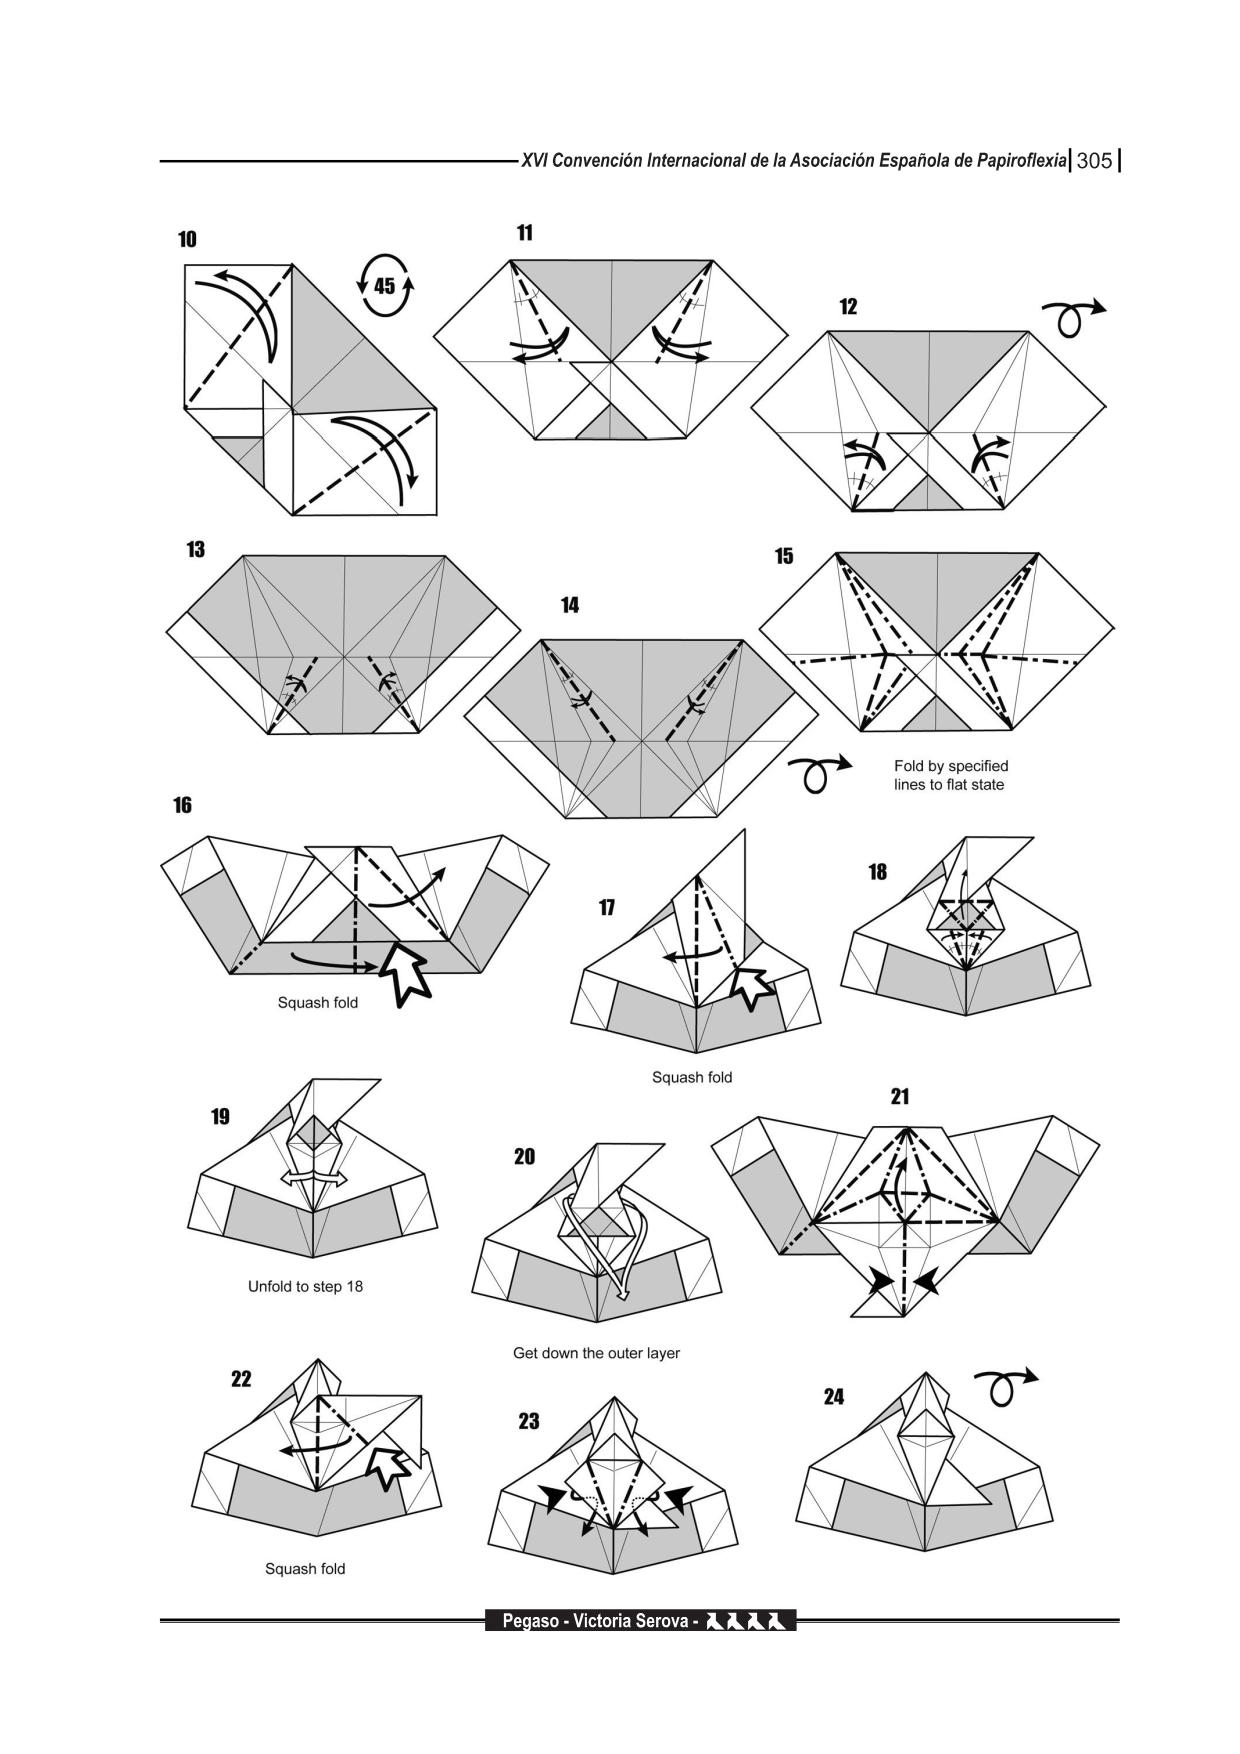 XVI Convención Internacional de la Asociación Española de Papiroflexia 305
10
45
11
12
13
14
15
Fold by specified
lines to flat state
16
Squash fold
17
Squash fold
18
19
Unfold to step 18
20
Get down the outer layer
21
22
Squash fold
23
24
Pegaso - Victoria Serova -